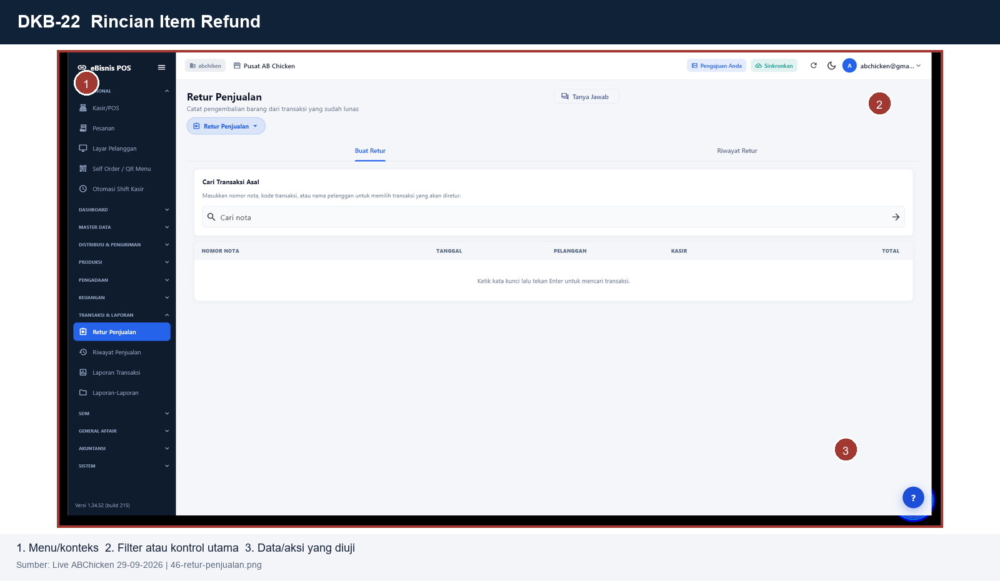 DKB-22 Rincian Item Refund
eBisnis POS
abchiken
Pusat AB Chicken
Pengajuan Anda
Sinkronkan
A
abchicken@gma...
1
IONAL
Kasir/POS
Pesanan
Layar Pelanggan
Self Order / QR Menu
Otomasi Shift Kasir
DASHBOARD
MASTER DATA
DISTRIBUSI & PENGIRIMAN
PRODUKSI
PENGADAAN
KEUANGAN
TRANSAKSI & LAPORAN
Retur Penjualan
Riwayat Penjualan
Laporan Transaksi
Laporan-Laporan
SDM
GENERAL AFFAIR
AKUNTANSI
SISTEM
Versi 1.34.52 (build 215)
Retur Penjualan
Catat pengembalian barang dari transaksi yang sudah lunas
Tanya Jawab
2
Retur Penjualan
Buat Retur
Riwayat Retur
Cari Transaksi Asal
Masukkan nomor nota, kode transaksi, atau nama pelanggan untuk memilih transaksi yang akan diretur.
Cari nota
NOMOR NOTA TANGGAL PELANGGAN KASIR TOTAL
Ketik kata kunci lalu tekan Enter untuk mencari transaksi.
3
?
1. Menu/konteks 2. Filter atau kontrol utama 3. Data/aksi yang diuji
Sumber: Live ABChicken 29-09-2026 | 46-retur-penjualan.png